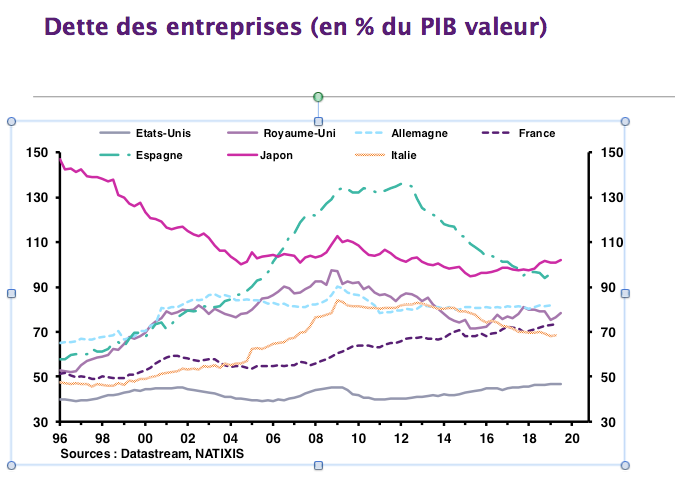 Dette des entreprises (en % du PIB valeur)
Etats-Unis Royaume-Uni Allemagne France
Espagne Japon Italie
150 150
130 130
110 110
90 90
70 70
50 50
30 30
96 98 00 02 04 06 08 10 12 14 16 18 20
Sources : Datastream, NATIXIS